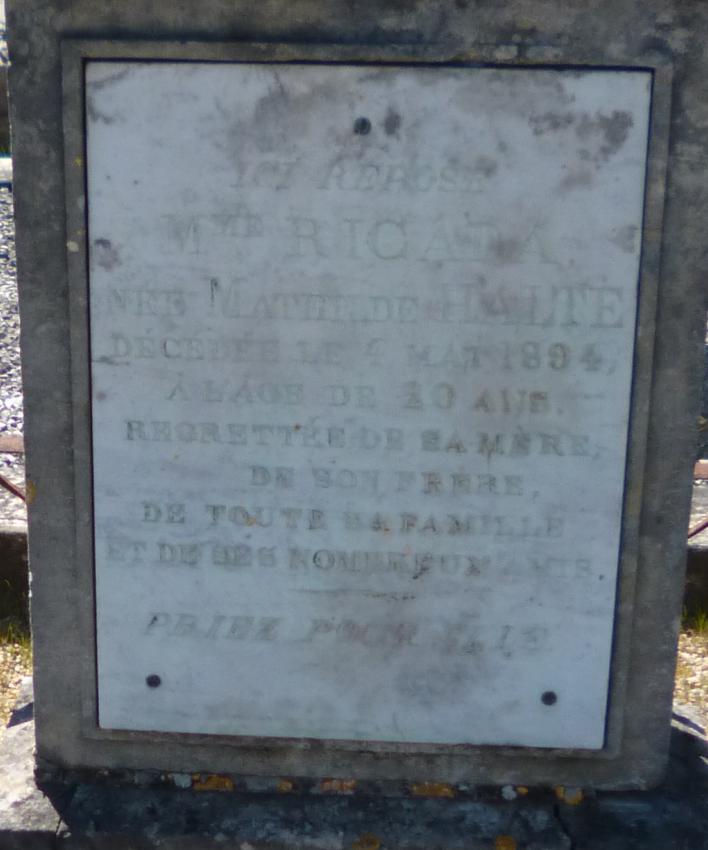 ICI REPOSE
MME RICADA
NÉE MATHILDE HALTE
DÉCÉDÉE LE 4 MAI 1894,
À L'ÂGE DE 20 ANS.
REGRETTÉE DE SA MÈRE,
DE SON FRÈRE,
DE TOUTE SA FAMILLE
ET DE SES NOMBREUX AMIS.
PRIEZ POUR ELLE